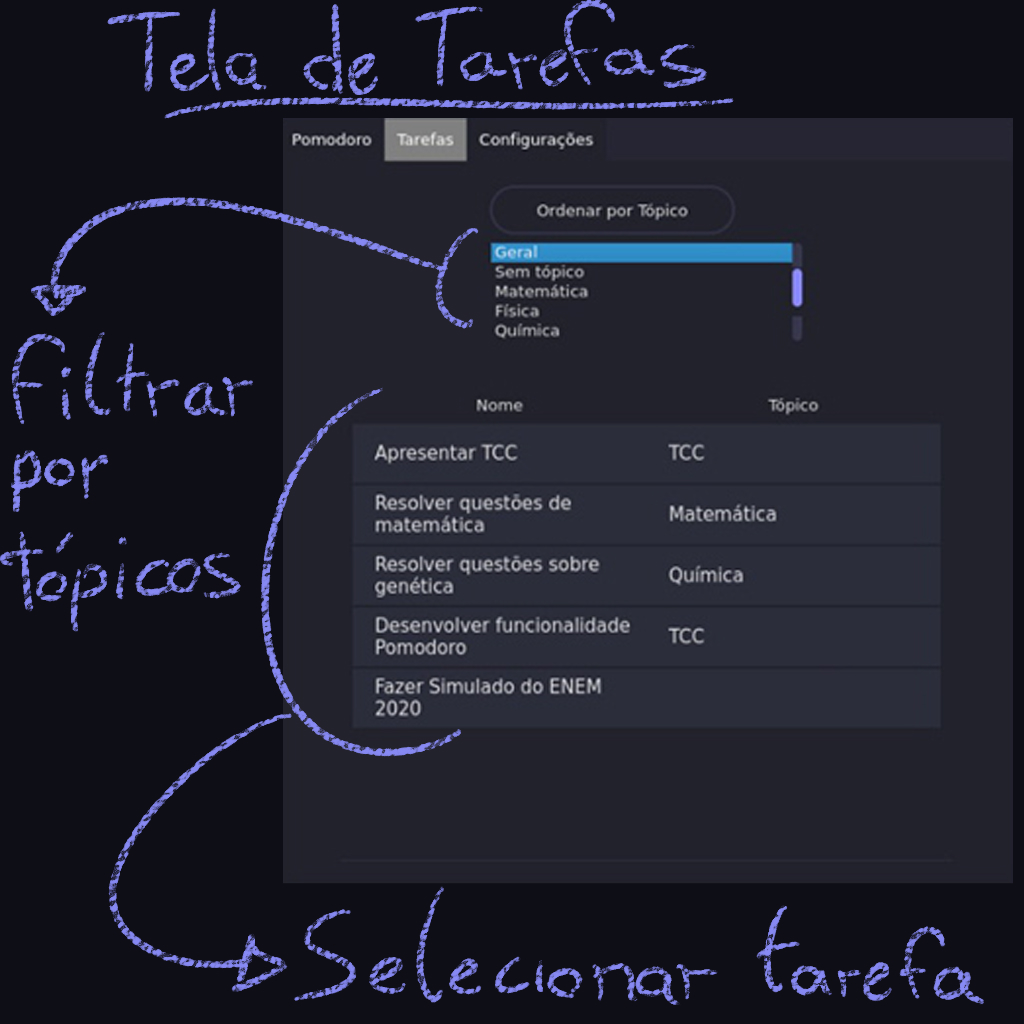 Tela de Tarefas
Pomodoro Tarefas Configurações
Ordenar por Tópico
Geral
Sem tópico
Matemática
Física
Química
Filtrar
por
tópicos
Nome Tópico
Apresentar TCC TCC
Resolver questões de
matemática
Matemática
Resolver questões sobre
genética
Química
Desenvolver funcionalidade
Pomodoro
TCC
Fazer Simulado do ENEM
2020
Selecionar tarefa